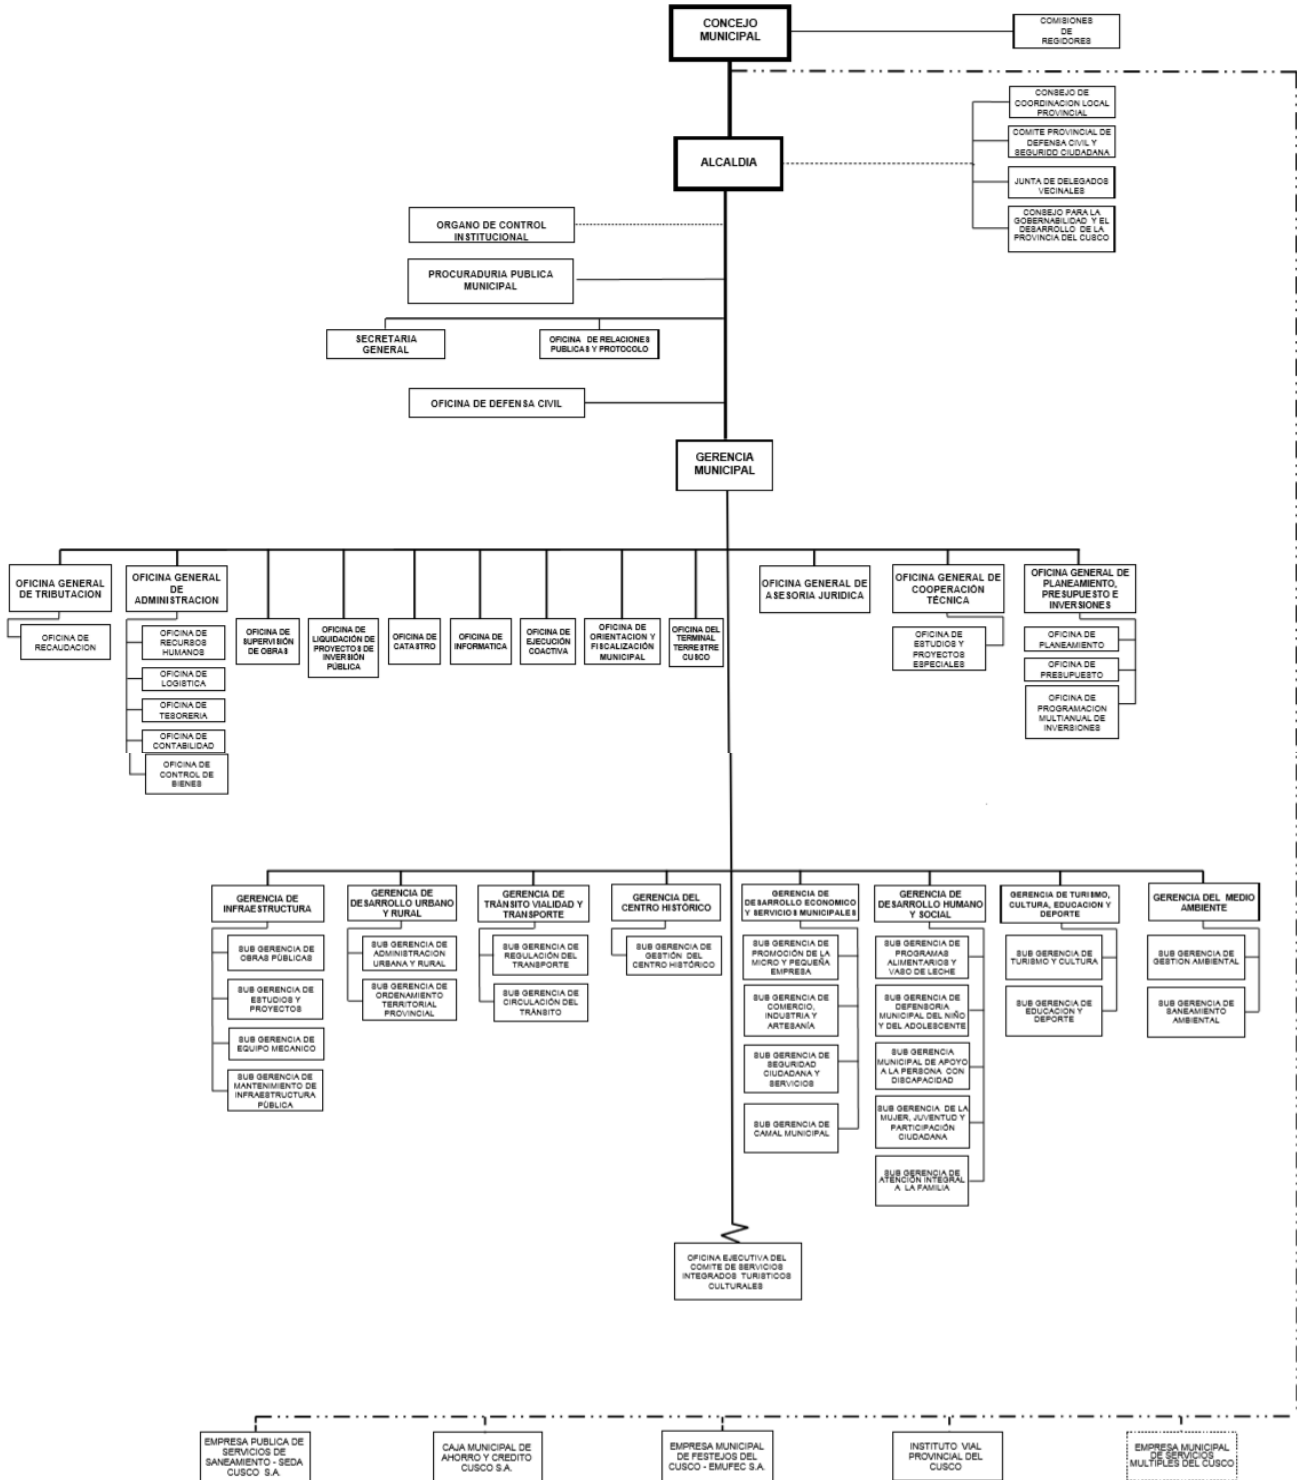 CONCEJO
MUNICIPAL
COMISIONES
DE
REGIDORES
CONSEJO DE
COORDINACION LOCAL
PROVINCIAL
COMITE PROVINCIAL DE
DEFENSA CIVIL Y
SEGURIDD CIUDADANA
ALCALDIA
JUNTA DE DELEGADOS
VECINALES
CONSEJO PARA LA
GOBERNABILIDAD Y EL
DESARROLLO DE LA
PROVINCIA DEL CUSCO
ORGANO DE CONTROL
INSTITUCIONAL
PROCURADURIA PUBLICA
MUNICIPAL
SECRETARIA
GENERAL
OFICINA DE RELACIONES
PUBLICAS Y PROTOCOLO
OFICINA DE DEFENSA CIVIL
GERENCIA
MUNICIPAL
OFICINA GENERAL
DE TRIBUTACION
OFICINA DE
RECAUDACION
OFICINA GENERAL
DE
ADMINISTRACION
OFICINA DE
RECURSOS
HUMANOS
OFICINA DE
LOGISTICA
OFICINA DE
TESORERIA
OFICINA DE
CONTABILIDAD
OFICINA DE
CONTROL DE
BIENES
OFICINA DE
SUPERVISIÓN
DE OBRAS
OFICINA DE
LIQUIDACIÓN DE
PROYECTOS DE
INVERSIÓN
PÚBLICA
OFICINA DE
CATASTRO
OFICINA DE
INFORMATICA
OFICINA DE
EJECUCIÓN
COACTIVA
OFICINA DE
ORIENTACION Y
FISCALIZACIÓN
MUNICIPAL
OFICINA DEL
TERMINAL
TERRESTRE
CUSCO
OFICINA GENERAL DE
ASESORIA JURIDICA
OFICINA GENERAL DE
COOPERACIÓN
TÉCNICA
OFICINA DE
ESTUDIOS Y
PROYECTOS
ESPECIALES
OFICINA GENERAL DE
PLANEAMIENTO,
PRESUPUESTO E
INVERSIONES
OFICINA DE
PLANEAMIENTO
OFICINA DE
PRESUPUESTO
OFICINA DE
PROGRAMACION
MULTIANUAL DE
INVERSIONES
GERENCIA DE
INFRAESTRUCTURA
SUB GERENCIA DE
OBRAS PÚBLICAS
SUB GERENCIA DE
ESTUDIOS Y
PROYECTOS
SUB GERENCIA DE
EQUIPO MECANICO
SUB GERENCIA DE
MANTENIMIENTO DE
INFRAESTRUCTURA
PÚBLICA
GERENCIA DE
DESARROLLO URBANO
Y RURAL
SUB GERENCIA DE
ADMINISTRACION
URBANA Y RURAL
SUB GERENCIA DE
ORDENAMIENTO
TERRITORIAL
PROVINCIAL
GERENCIA DE
TRÁNSITO VIALIDAD Y
TRANSPORTE
SUB GERENCIA DE
REGULACIÓN DEL
TRANSPORTE
SUB GERENCIA DE
CIRCULACIÓN DEL
TRÁNSITO
GERENCIA DEL
CENTRO HISTÓRICO
SUB GERENCIA DE
GESTIÓN DEL
CENTRO HISTÓRICO
GERENCIA DE
DESARROLLO ECONOMICO
Y SERVICIOS MUNICIPALES
SUB GERENCIA DE
PROMOCIÓN DE LA
MICRO Y PEQUEÑA
EMPRESA
SUB GERENCIA DE
COMERCIO,
INDUSTRIA Y
ARTESANÍA
SUB GERENCIA DE
SEGURIDAD
CIUDADANA Y
SERVICIOS
SUB GERENCIA DE
CAMAL MUNICIPAL
GERENCIA DE
DESARROLLO HUMANO
Y SOCIAL
SUB GERENCIA DE
PROGRAMAS
ALIMENTARIOS Y
VASO DE LECHE
SUB GERENCIA DE
DEFENSORIA
MUNICIPAL DEL NIÑO
Y DEL ADOLESCENTE
SUB GERENCIA
MUNICIPAL DE APOYO
A LA PERSONA CON
DISCAPACIDAD
SUB GERENCIA DE LA
MUJER, JUVENTUD Y
PARTICIPACIÓN
CIUDADANA
SUB GERENCIA DE
ATENCIÓN INTEGRAL
A LA FAMILIA
GERENCIA DE TURISMO,
CULTURA, EDUCACION Y
DEPORTE
SUB GERENCIA DE
TURISMO Y CULTURA
SUB GERENCIA DE
EDUCACION Y
DEPORTE
GERENCIA DEL MEDIO
AMBIENTE
SUB GERENCIA DE
GESTION AMBIENTAL
SUB GERENCIA DE
SANEAMIENTO
AMBIENTAL
OFICINA EJECUTIVA DEL
COMITE DE SERVICIOS
INTEGRADOS TURISTICOS
CULTURALES
EMPRESA PUBLICA DE
SERVICIOS DE
SANEAMIENTO - SEDA
CUSCO S.A.
CAJA MUNICIPAL DE
AHORRO Y CREDITO
CUSCO S.A.
EMPRESA MUNICIPAL
DE FESTEJOS DEL
CUSCO - EMUFEC S.A.
INSTITUTO VIAL
PROVINCIAL DEL
CUSCO
EMPRESA MUNICIPAL
DE SERVICIOS
MULTIPLES DEL CUSCO